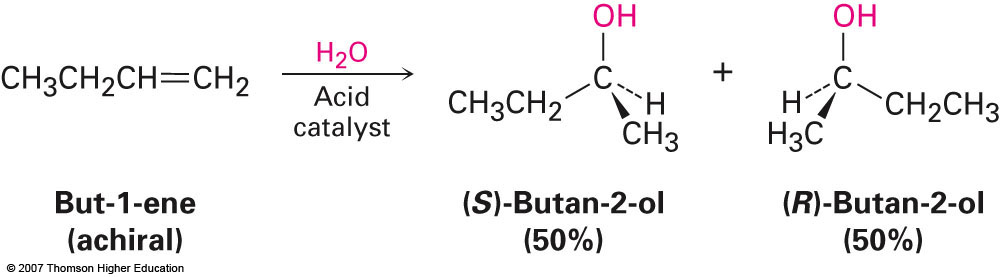 CH₃CH₂CH=CH₂
H₂O
Acid
catalyst
OH
C
CH₃CH₂
H
CH₃
+
OH
C
H
H₃C
CH₂CH₃
But-1-ene
(achiral)
(S)-Butan-2-ol
(50%)
(R)-Butan-2-ol
(50%)
© 2007 Thomson Higher Education